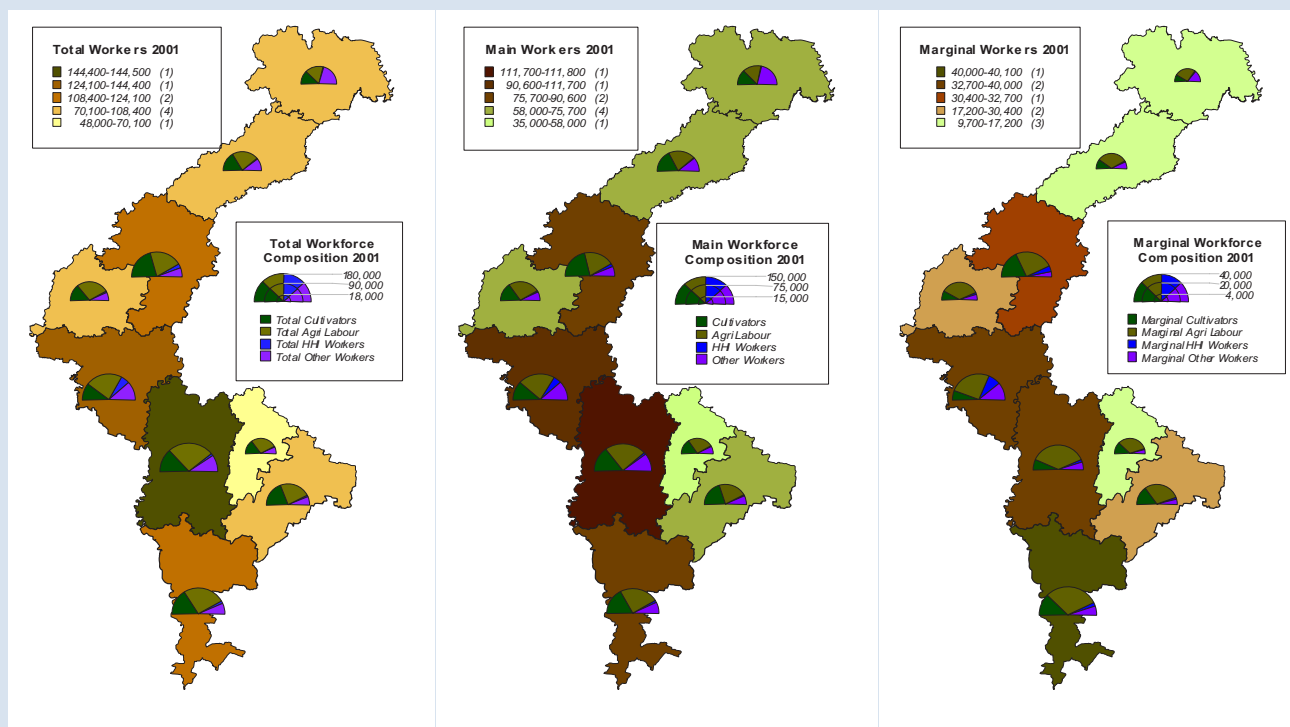 Total Workers 2001
144,400-144,500 (1)
124,100-144,400 (1)
108,400-124,100 (2)
70,100-108,400 (4)
48,000-70,100 (1)
Total Workforce
Composition 2001
180,000
90,000
18,000
Total Cultivators
Total Agri Labour
Total HHI Workers
Total Other Workers
Main Workers 2001
111,700-111,800 (1)
90,600-111,700 (1)
75,700-90,600 (2)
58,000-75,700 (4)
35,000-58,000 (1)
Main Workforce
Composition 2001
150,000
75,000
15,000
Cultivators
Agri Labour
HHI Workers
Other Workers
Marginal Workers 2001
40,000-40,100 (1)
32,700-40,000 (2)
30,400-32,700 (1)
17,200-30,400 (2)
9,700-17,200 (3)
Marginal Workforce
Composition 2001
40,000
20,000
4,000
Marginal Cultivators
Marginal Agri Labour
Marginal HHI Workers
Marginal Other Workers